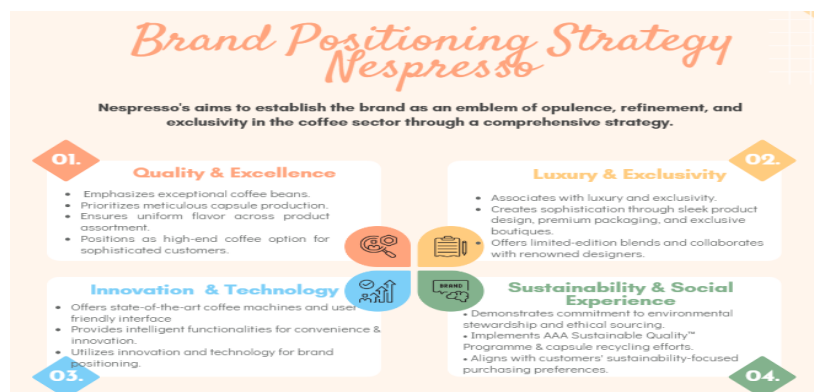 Brand Positioning Strategy
Nespresso
Nespresso's aims to establish the brand as an emblem of opulence, refinement, and
exclusivity in the coffee sector through a comprehensive strategy.
01.
Quality & Excellence
• Emphasizes exceptional coffee beans.
• Prioritizes meticulous capsule production.
• Ensures uniform flavor across product
assortment.
• Positions as high-end coffee option for
sophisticated customers.
02.
Luxury & Exclusivity
• Associates with luxury and exclusivity.
• Creates sophistication through sleek product
design, premium packaging, and exclusive
boutiques.
• Offers limited-edition blends and collaborates
with renowned designers.
Innovation & Technology
• Offers state-of-the-art coffee machines and user
friendly interface
• Provides intelligent functionalities for convenience &
innovation.
• Utilizes innovation and technology for brand
positioning.
03.
BRAND
Sustainability & Social
Experience
• Demonstrates commitment to environmental
stewardship and ethical sourcing.
• Implements AAA Sustainable Quality™
Programme & capsule recycling efforts.
• Aligns with customers' sustainability-focused
purchasing preferences.
04.